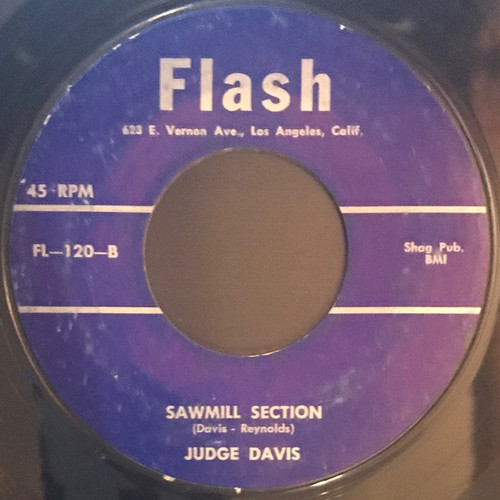 Flash
623 E. Vernon Ave., Los Angeles, Calif.
45 RPM
FL—120—B
Shag Pub.
BMI
SAWMILL SECTION
(Davis - Reynolds)
JUDGE DAVIS